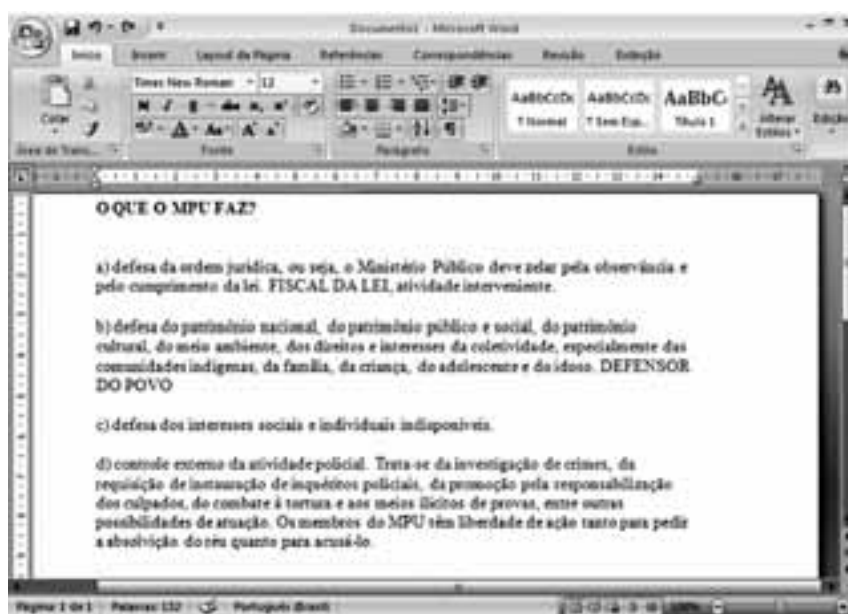 Documento1 - Microsoft Word
Início Inserir Layout da Página Referências Correspondências Revisão Exibição
Times New Roman 12
Colar
AaBbCcDc AaBbCcDc AaBbC
¶ Normal ¶ Sem Esp... Título 1
Alterar Estilos
Edição
Área de Trans... Fonte Parágrafo Estilo
O QUE O MPU FAZ?
a) defesa da ordem jurídica, ou seja, o Ministério Público deve zelar pela observância e
pelo cumprimento da lei. FISCAL DA LEI, atividade interveniente.
b) defesa do patrimônio nacional, do patrimônio público e social, do patrimônio
cultural, do meio ambiente, dos direitos e interesses da coletividade, especialmente das
comunidades indígenas, da família, da criança, do adolescente e do idoso. DEFENSOR
DO POVO
c) defesa dos interesses sociais e individuais indisponíveis.
d) controle externo da atividade policial. Trata-se da investigação de crimes, da
requisição de instauração de inquéritos policiais, da promoção pela responsabilização
dos culpados, do combate à tortura e aos meios ilícitos de provas, entre outras
possibilidades de atuação. Os membros do MPU têm liberdade de ação tanto para pedir
a absolvição do réu quanto para acusá-lo.
Página 1 de 1 Palavras: 132 Português (Brasil) 100%